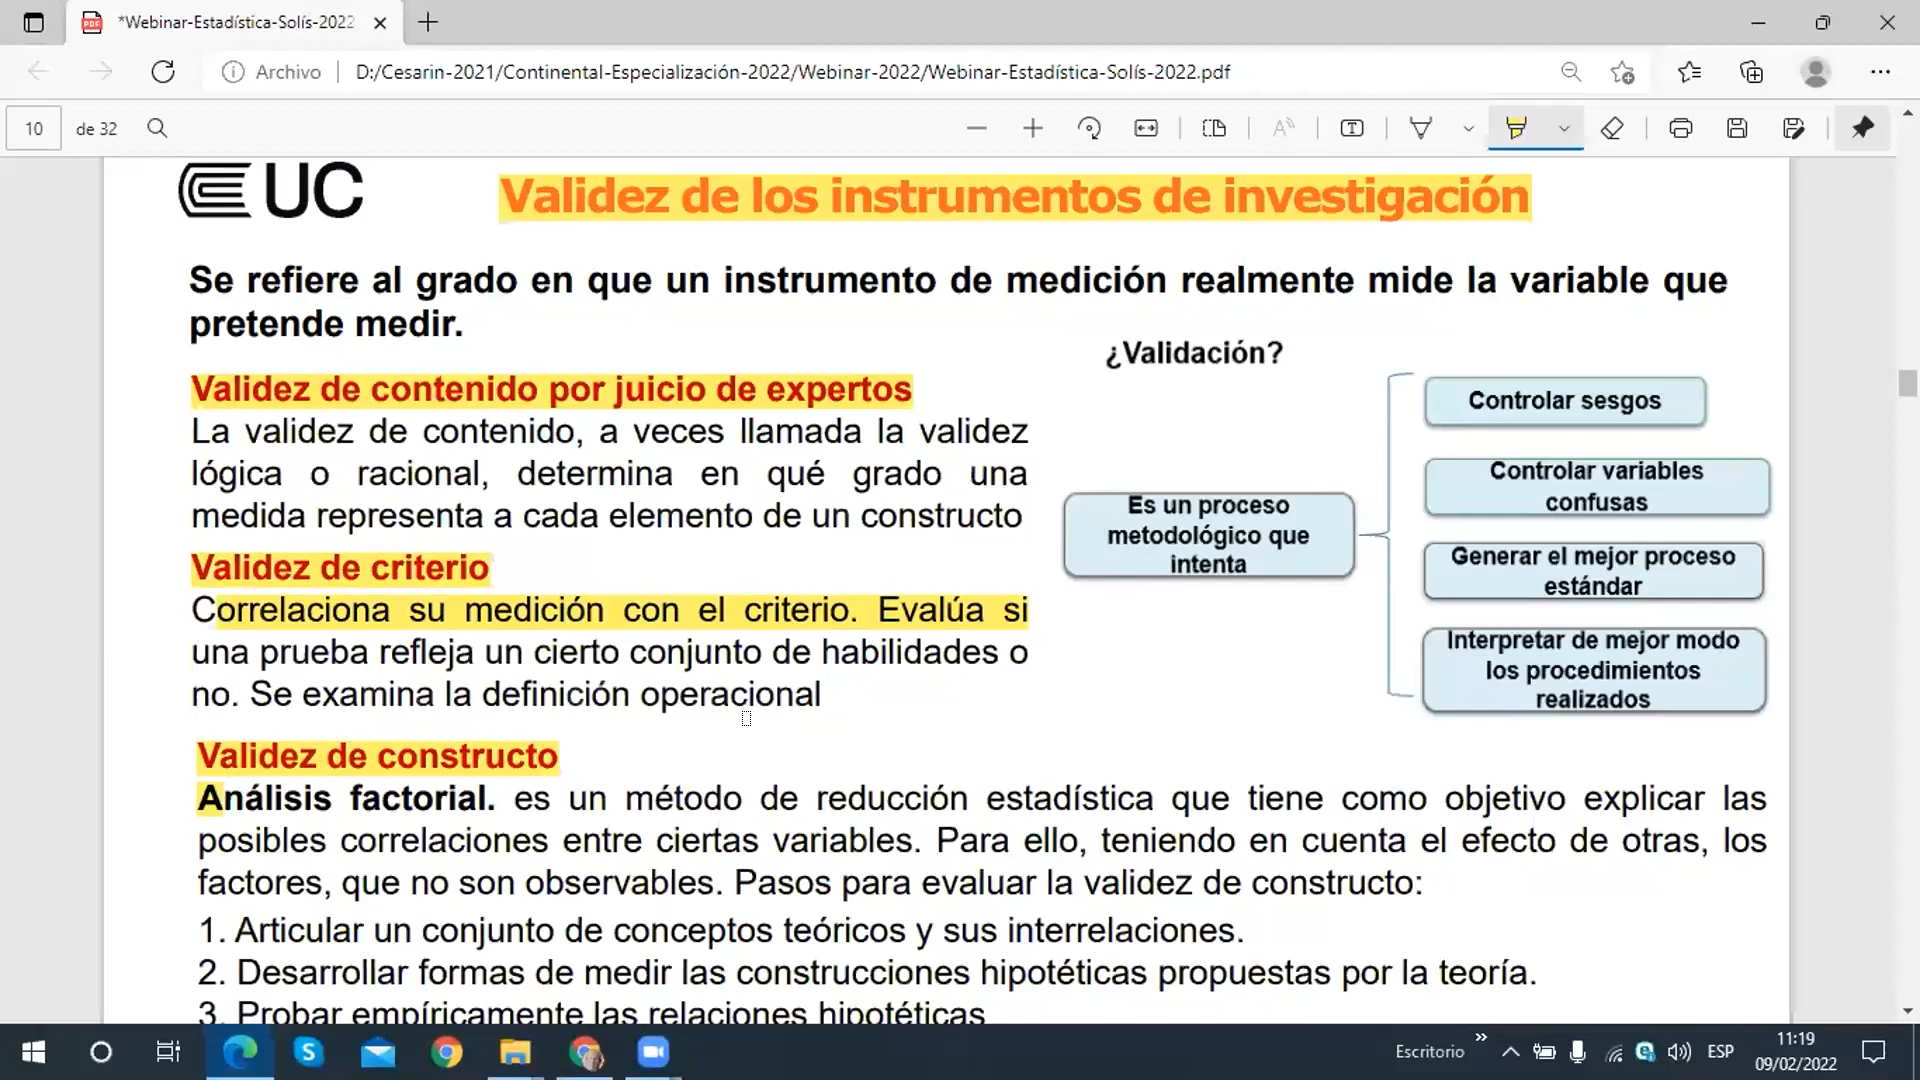 *Webinar-Estadística-Solís-2022
Archivo
D:/Cesarin-2021/Continental-Especialización-2022/Webinar-2022/Webinar-Estadística-Solís-2022.pdf
10
de 32
UC
Validez de los instrumentos de investigación
Se refiere al grado en que un instrumento de medición realmente mide la variable que
pretende medir.
Validez de contenido por juicio de expertos
La validez de contenido, a veces llamada la validez
lógica o racional, determina en qué grado una
medida representa a cada elemento de un constructo
Validez de criterio
Correlaciona su medición con el criterio. Evalúa si
una prueba refleja un cierto conjunto de habilidades o
no. Se examina la definición operacional
¿Validación?
Es un proceso
metodológico que
intenta
Controlar sesgos
Controlar variables
confusas
Generar el mejor proceso
estándar
Interpretar de mejor modo
los procedimientos
realizados
Validez de constructo
Análisis factorial. es un método de reducción estadística que tiene como objetivo explicar las
posibles correlaciones entre ciertas variables. Para ello, teniendo en cuenta el efecto de otras, los
factores, que no son observables. Pasos para evaluar la validez de constructo:
1. Articular un conjunto de conceptos teóricos y sus interrelaciones.
2. Desarrollar formas de medir las construcciones hipotéticas propuestas por la teoría.
3. Probar empíricamente las relaciones hipotéticas
Escritorio
ESP
11:19
09/02/2022